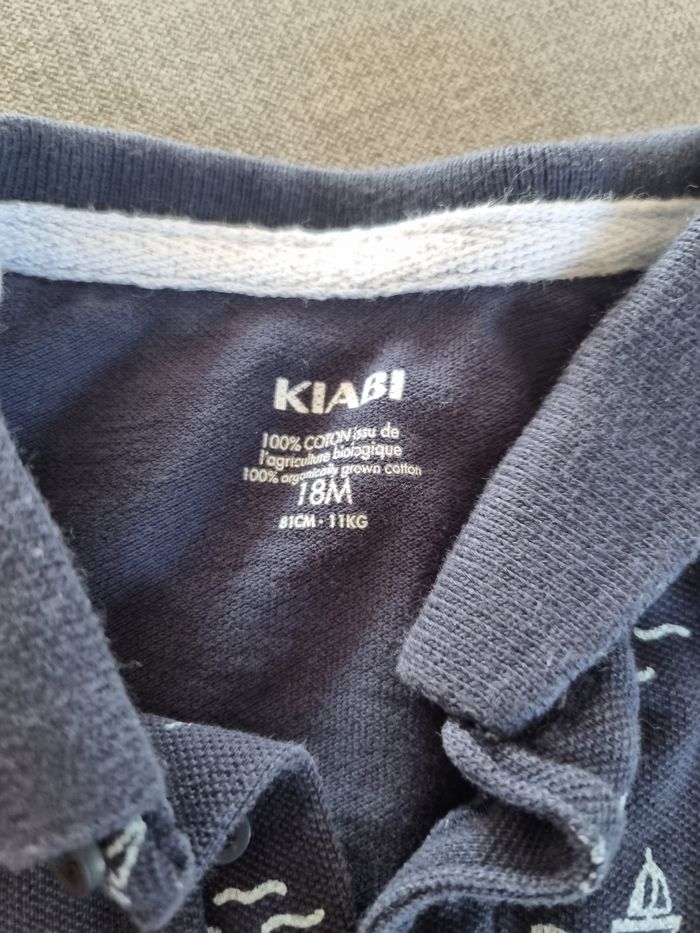 KIABI
100% COTON issu de
l'agriculture biologique
100% organically grown cotton
18M
81CM - 11KG